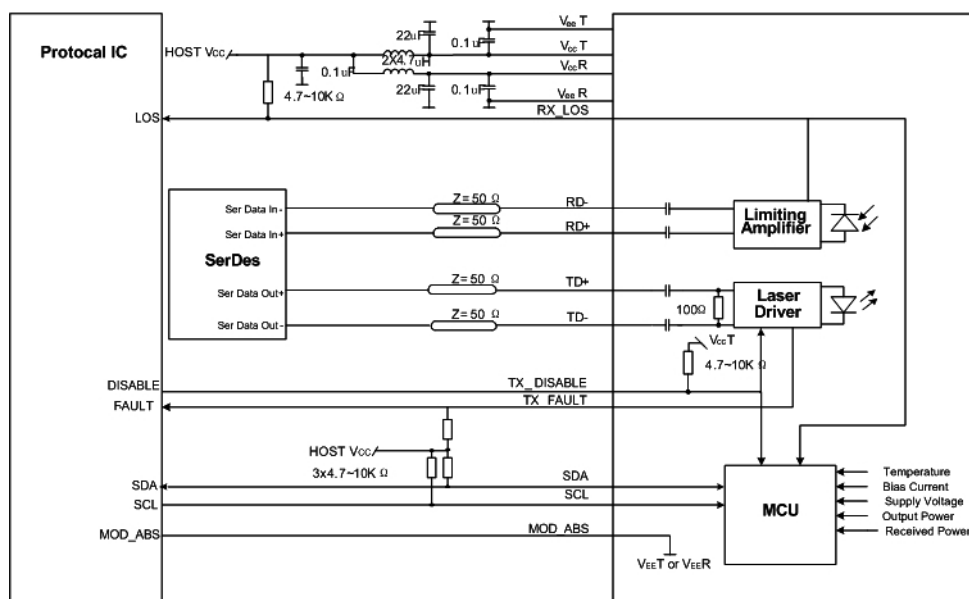 Protocal IC
HOST Vcc
22uF
0.1uF
VeeT
VccT
2X4.7uH
0.1uF
VccR
22uF
0.1uF
VeeR
4.7~10K Ω
LOS
RX_LOS
Z= 50 Ω
RD-
Ser Data In -
Z= 50 Ω
RD+
Ser Data In+
Limiting Amplifier
SerDes
Z= 50 Ω
TD+
Ser Data Out+
Laser Driver
100Ω
Z= 50 Ω
TD-
Ser Data Out -
VccT
4.7~10K Ω
DISABLE
TX_DISABLE
FAULT
TX_FAULT
HOST Vcc
3x4.7~10K Ω
SDA
SDA
SCL
SCL
MCU
Temperature
Bias Current
Supply Voltage
Output Power
Received Power
MOD_ABS
MOD_ABS
VEET or VEER